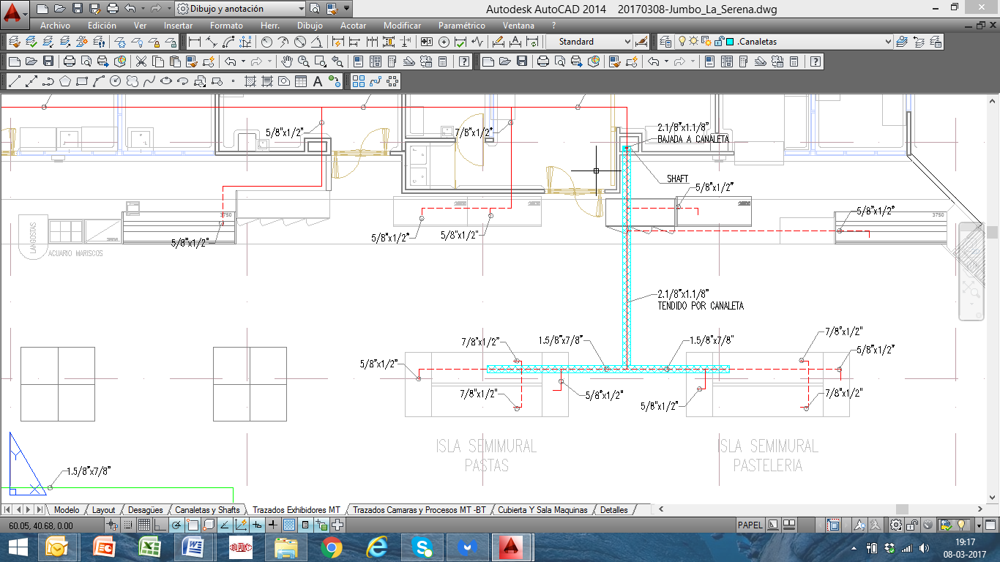 Dibujo y anotación
Autodesk AutoCAD 2014 20170308-Jumbo_La_Serena.dwg
Archivo Edición Ver Insertar Formato Herr. Dibujo Acotar Modificar Paramétrico Ventana ?
Standard
.Canaletas
5/8"x1/2"
7/8"x1/2"
2.1/8"x1.1/8"
BAJADA A CANALETA
SHAFT
5/8"x1/2"
5/8"x1/2"
3750
3750
LANGOSTAS
5/8"x1/2"
5/8"x1/2"
5/8"x1/2"
ACUARIO MARISCOS
2.1/8"x1.1/8"
TENDIDO POR CANALETA
7/8"x1/2"
1.5/8"x7/8"
1.5/8"x7/8"
7/8"x1/2"
5/8"x1/2"
5/8"x1/2"
7/8"x1/2"
5/8"x1/2"
5/8"x1/2"
7/8"x1/2"
ISLA SEMIMURAL
PASTAS
ISLA SEMIMURAL
PASTELERIA
Y
X
1.5/8"x7/8"
Modelo Layout Desagües Canaletas y Shafts Trazados Exhibidores MT Trazados Camaras y Procesos MT -BT Cubierta Y Sala Maquinas Detalles
60.05, 40.68, 0.00
PAPEL
19:17
08-03-2017